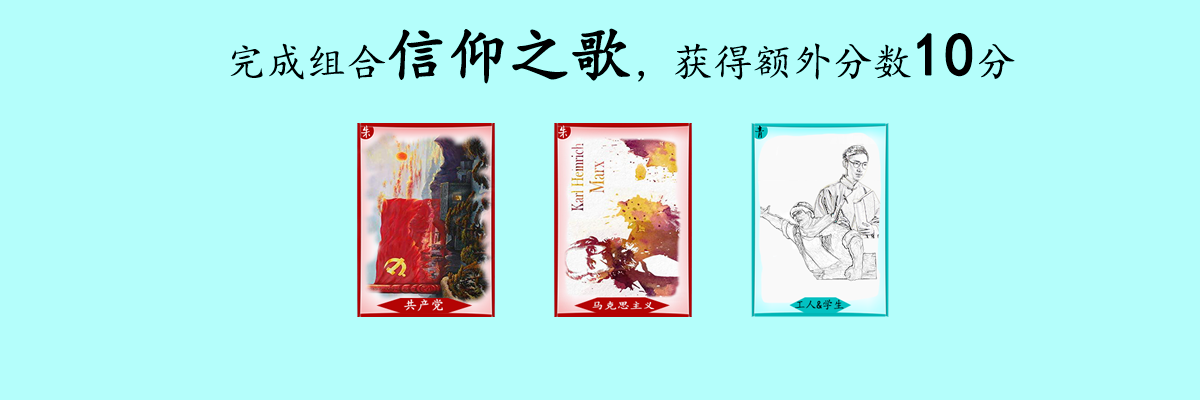 完成组合信仰之歌，获得额外分数10分
朱
朱
青
Karl Heinrich
Marx
共产党
马克思主义
工人&学生